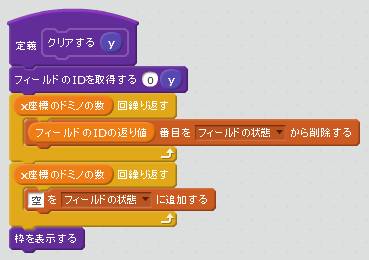 定義 クリアする y
フィールドのIDを取得する 0 y
x座標のドミノの数 回繰り返す
フィールドのIDの返り値 番目を フィールドの状態 から削除する
x座標のドミノの数 回繰り返す
空 を フィールドの状態 に追加する
枠を表示する